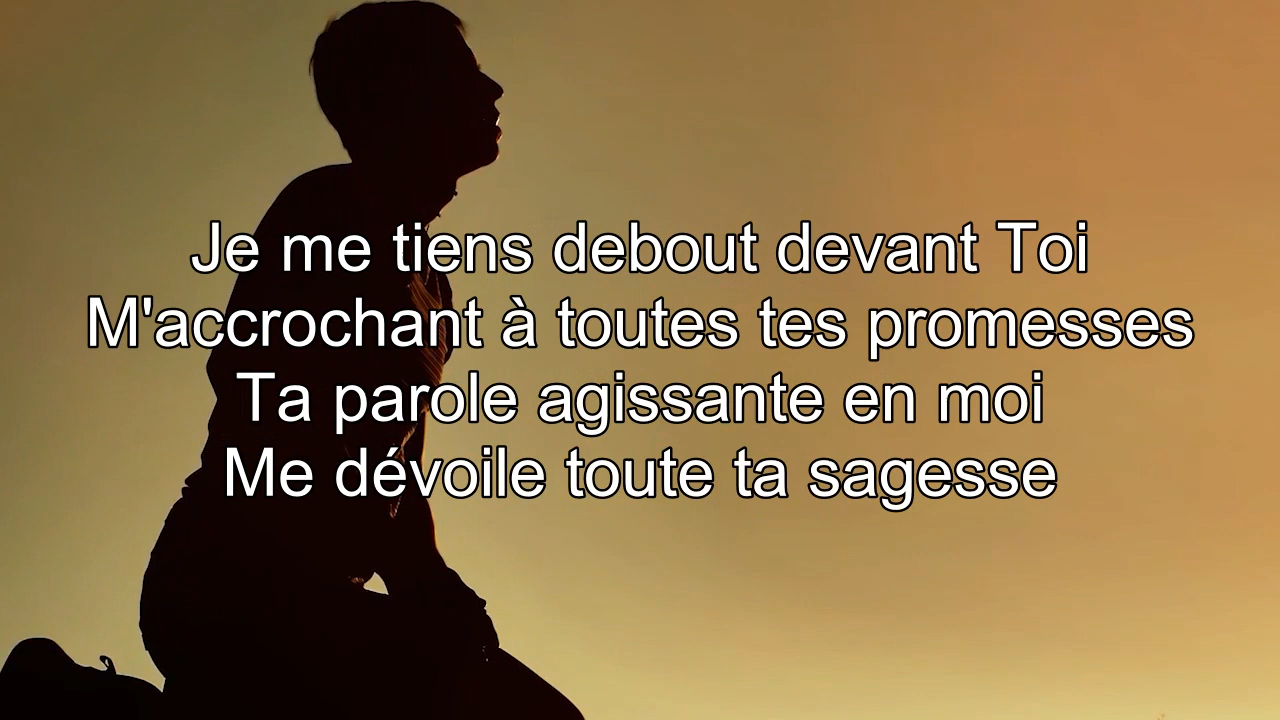 Je me tiens debout devant Toi
M'accrochant à toutes tes promesses
Ta parole agissante en moi
Me dévoile toute ta sagesse